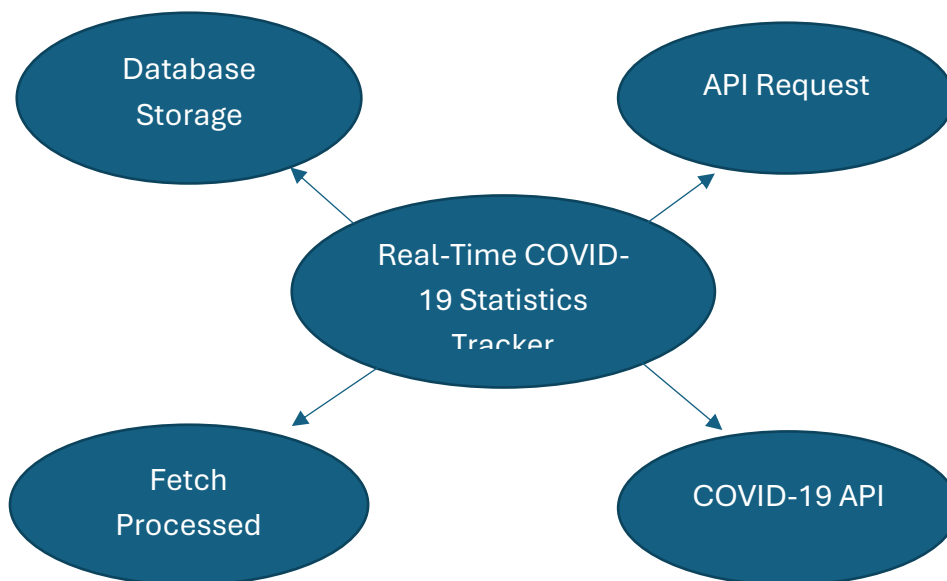 Database
Storage
API Request
Real-Time COVID-
19 Statistics
Tracker
Fetch
Processed
COVID-19 API